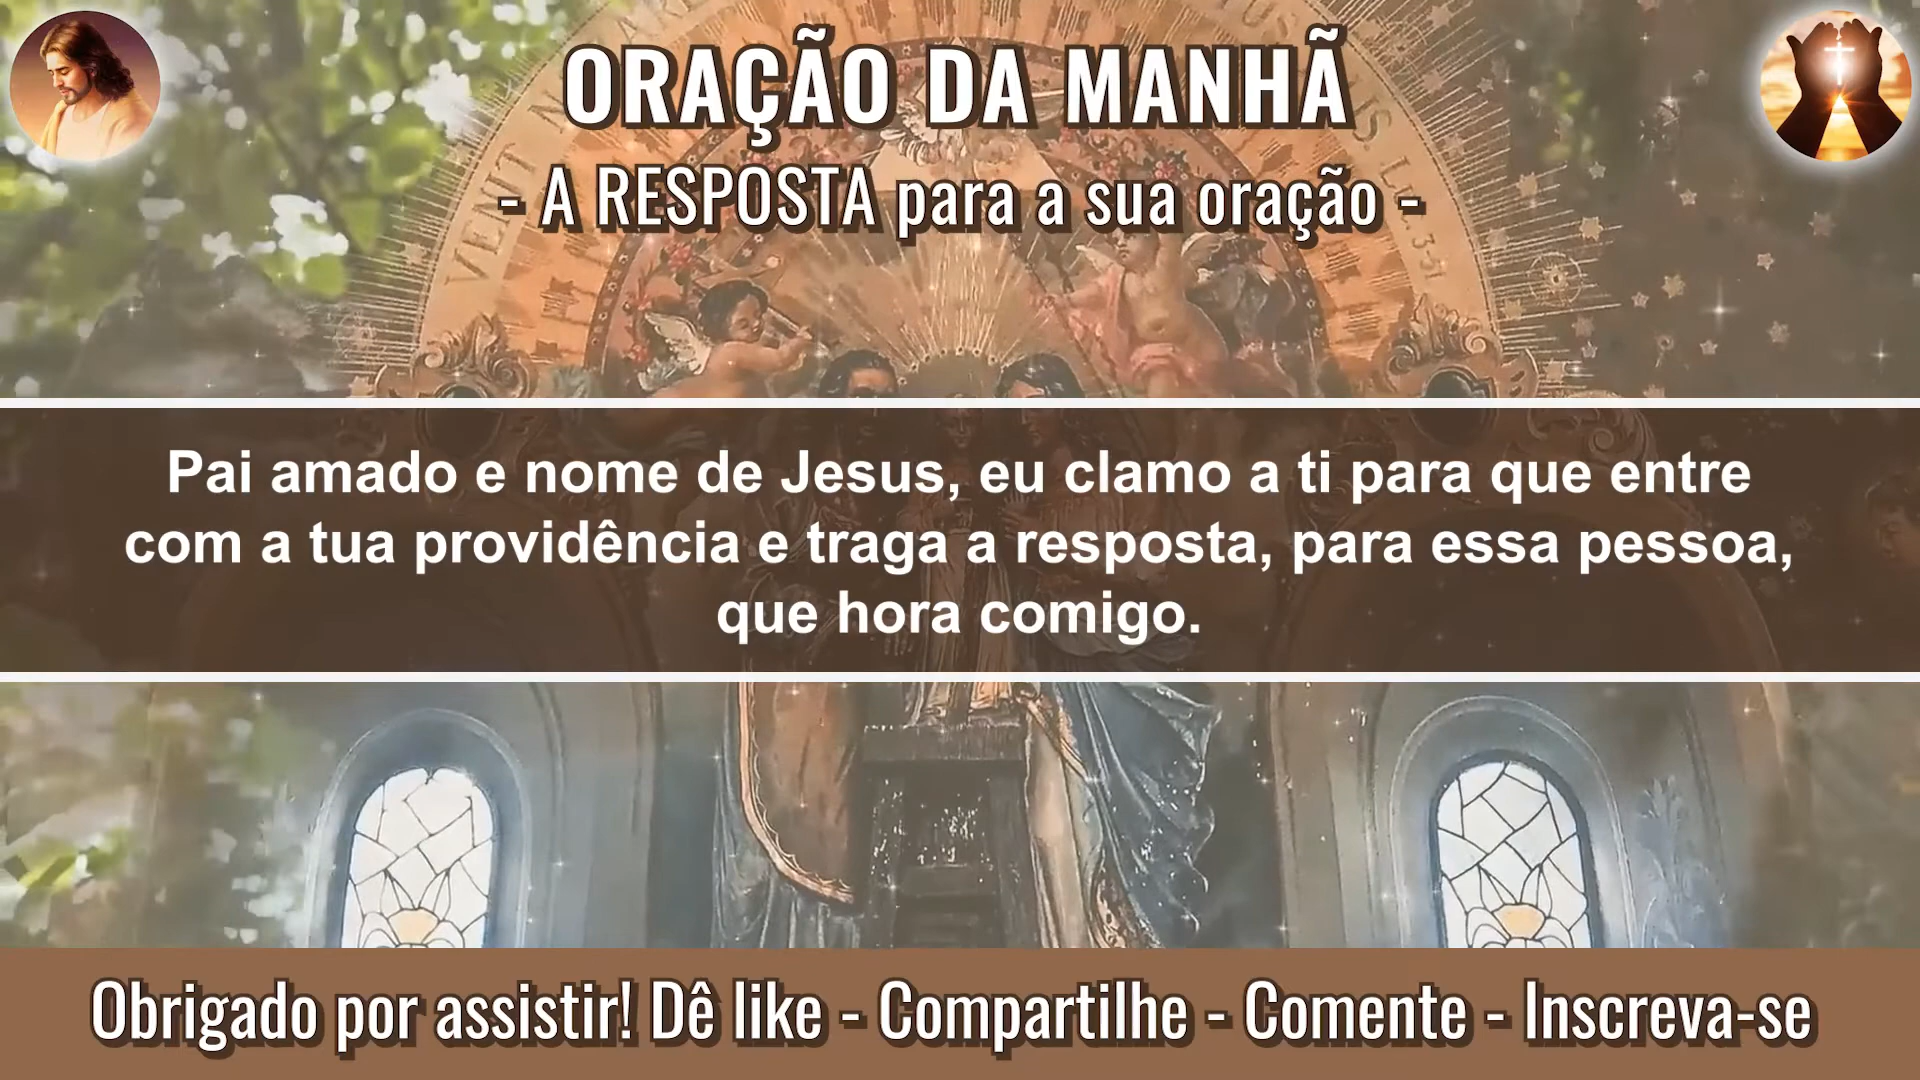 ORAÇÃO DA MANHÃ
- A RESPOSTA para a sua oração -
Pai amado e nome de Jesus, eu clamo a ti para que entre
com a tua providência e traga a resposta, para essa pessoa,
que hora comigo.
Obrigado por assistir! Dê like - Compartilhe - Comente - Inscreva-se